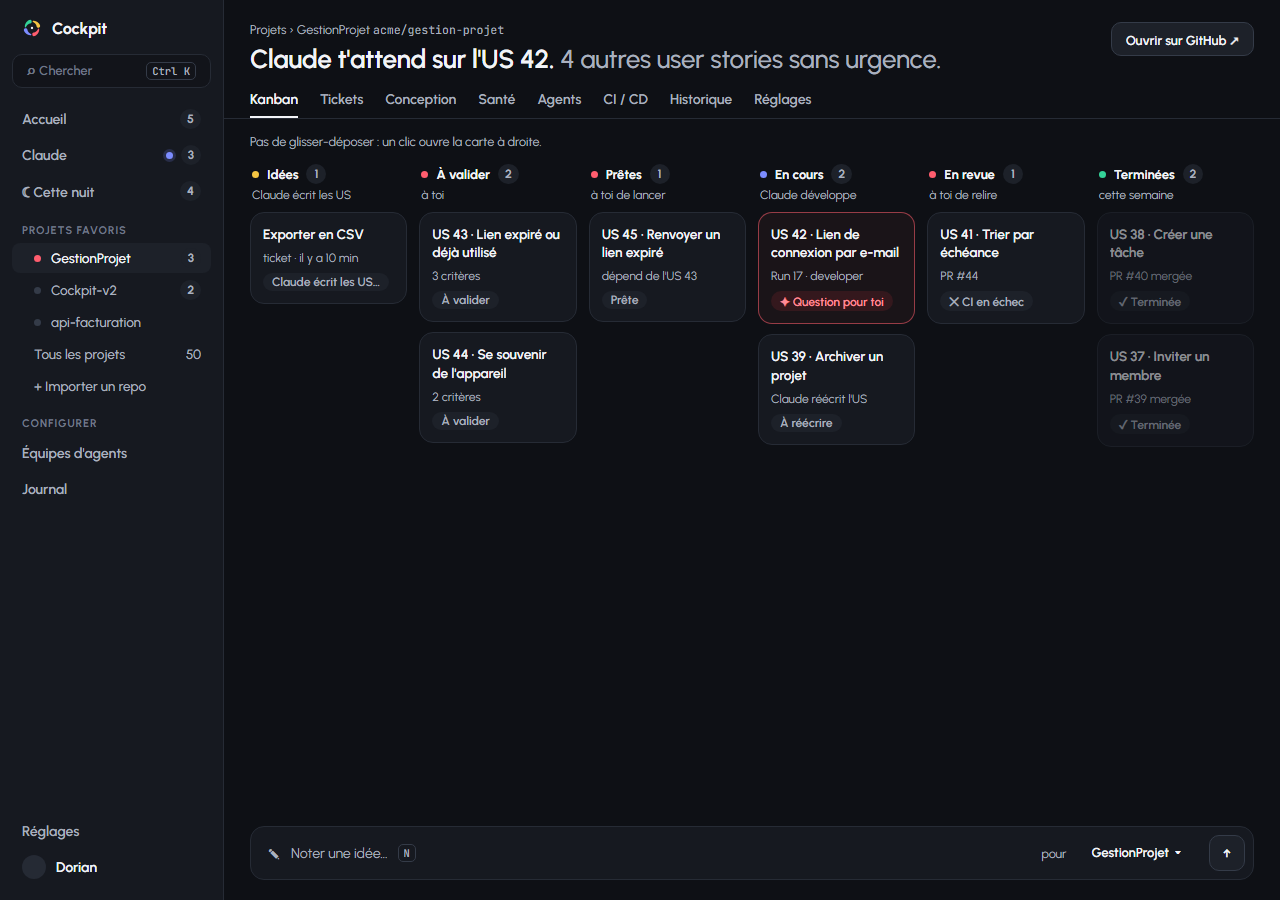 Cockpit
Chercher
Ctrl K
Accueil 5
Claude 3
Cette nuit 4
PROJETS FAVORIS
GestionProjet 3
Cockpit-v2 2
api-facturation
Tous les projets 50
+ Importer un repo
CONFIGURER
Équipes d'agents
Journal
Réglages
Dorian
Projets › GestionProjet acme/gestion-projet
Claude t'attend sur l'US 42. 4 autres user stories sans urgence.
Ouvrir sur GitHub ↗
Kanban Tickets Conception Santé Agents CI / CD Historique Réglages
Pas de glisser-déposer : un clic ouvre la carte à droite.
Idées 1
Claude écrit les US
Exporter en CSV
ticket · il y a 10 min
Claude écrit les US...
À valider 2
à toi
US 43 · Lien expiré ou
déjà utilisé
3 critères
À valider
US 44 · Se souvenir
de l'appareil
2 critères
À valider
Prêtes 1
à toi de lancer
US 45 · Renvoyer un
lien expiré
dépend de l'US 43
Prête
En cours 2
Claude développe
US 42 · Lien de
connexion par e-mail
Run 17 · developer
✦ Question pour toi
US 39 · Archiver un
projet
Claude réécrit l'US
À réécrire
En revue 1
à toi de relire
US 41 · Trier par
échéance
PR #44
✕ CI en échec
Terminées 2
cette semaine
US 38 · Créer une
tâche
PR #40 mergée
✓ Terminée
US 37 · Inviter un
membre
PR #39 mergée
✓ Terminée
Noter une idée... N
pour GestionProjet